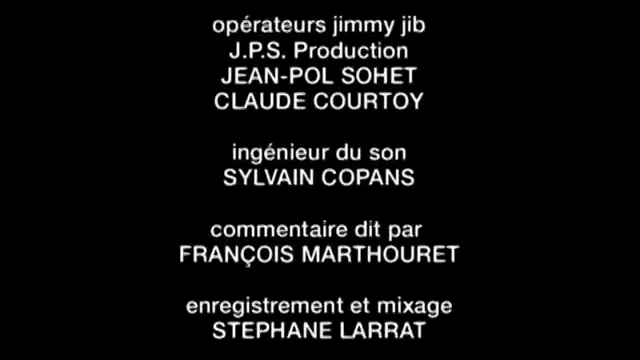 opérateurs jimmy jib
J.P.S. Production
JEAN-POL SOHET
CLAUDE COURTOY
ingénieur du son
SYLVAIN COPANS
commentaire dit par
FRANÇOIS MARTHOURET
enregistrement et mixage
STEPHANE LARRAT